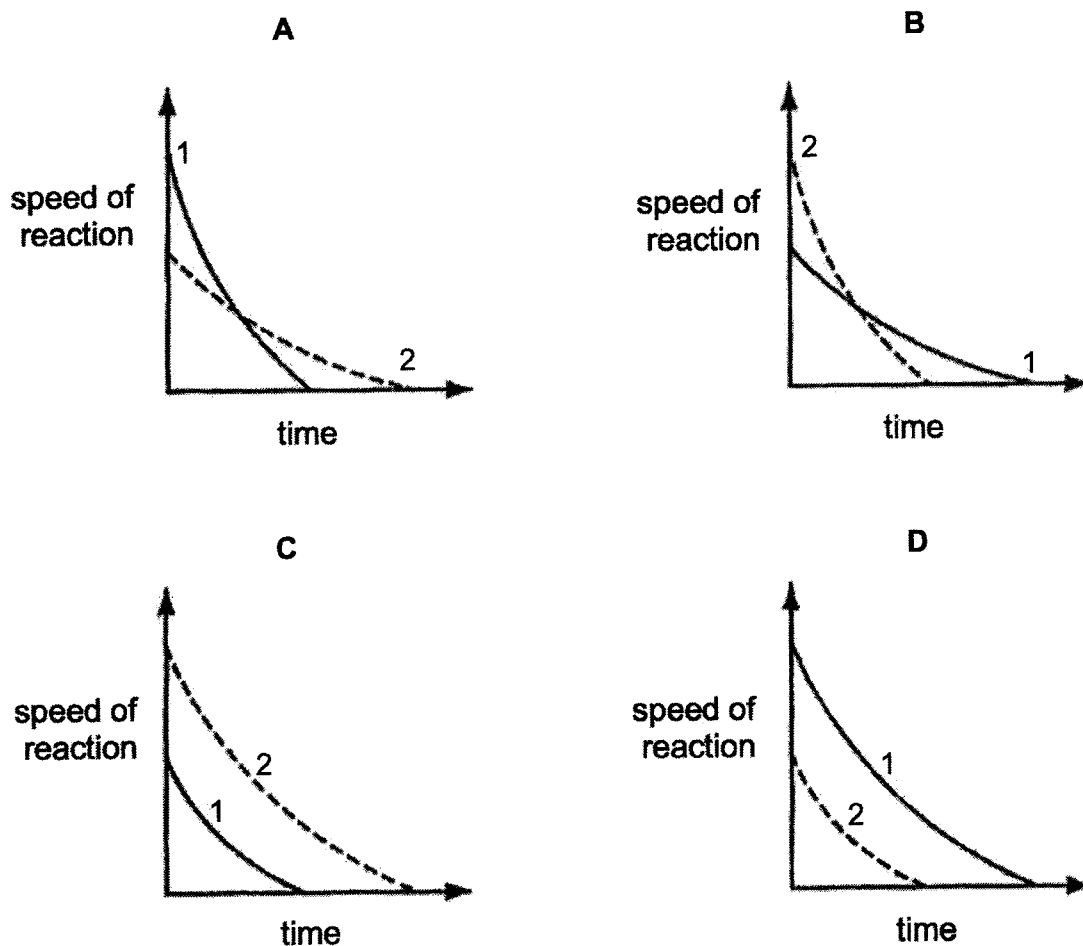 A
1
speed of
reaction
2
time
B
2
speed of
reaction
1
time
C
speed of
reaction
2
1
time
D
speed of
reaction
1
2
time